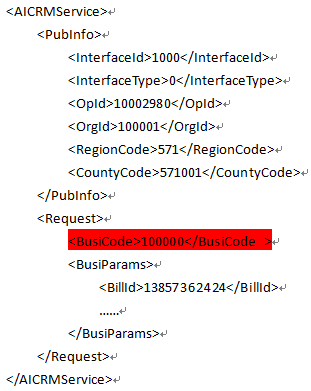 <AICRMService>
<PubInfo>
<InterfaceId>1000</InterfaceId>
<InterfaceType>0</InterfaceType>
<OpId>10002980</OpId>
<OrgId>100001</OrgId>
<RegionCode>571</RegionCode>
<CountyCode>571001</CountyCode>
</PubInfo>
<Request>
<BusiCode>100000</BusiCode >
<BusiParams>
<BillId>13857362424</BillId>
......
</BusiParams>
</Request>
</AICRMService>